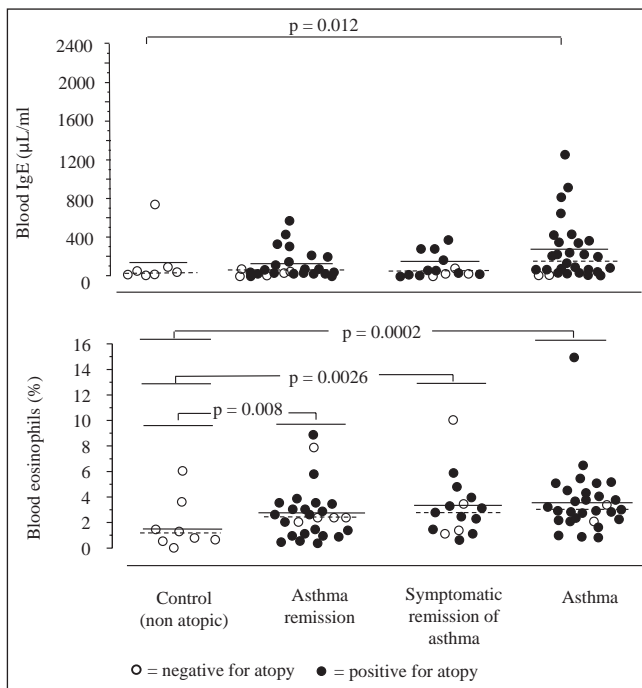 p = 0.012
2400
2000
1600
1200
800
400
0
Blood IgE (µL/ml
p = 0.0002
p = 0.0026
p = 0.008
16
14
12
10
8
6
4
2
0
Blood eosinophils (%)
Control
(non atopic)
Asthma
remission
Symptomatic
remission of
asthma
Asthma
= negative for atopy
= positive for atopy